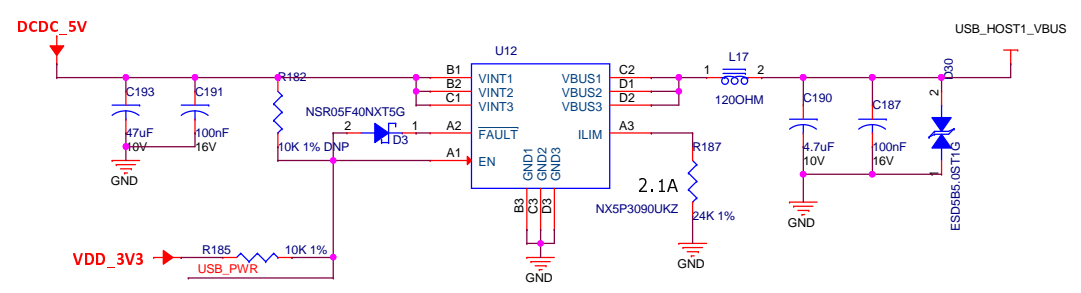 DCDC_5V
USB_HOST1_VBUS
U12
L17
D30
R182
B1 VINT1 VBUS1 C2
B2 VINT2 VBUS2 D1
C1 VINT3 VBUS3 D2
1 2
2
C193
C191
47uF
10V
100nF
16V
NSR05F40NXT5G
2 1
D3
A2 FAULT ILIM A3
A1 EN
10K 1% DNP
GND1
GND2
GND3
B3
C3
D3
120OHM
C190
4.7uF
10V
C187
100nF
16V
1
ESD5B5.0ST1G
R187
2.1A
NX5P3090UKZ
24K 1%
GND
GND
GND
GND
VDD_3V3
R185 10K 1%
USB_PWR